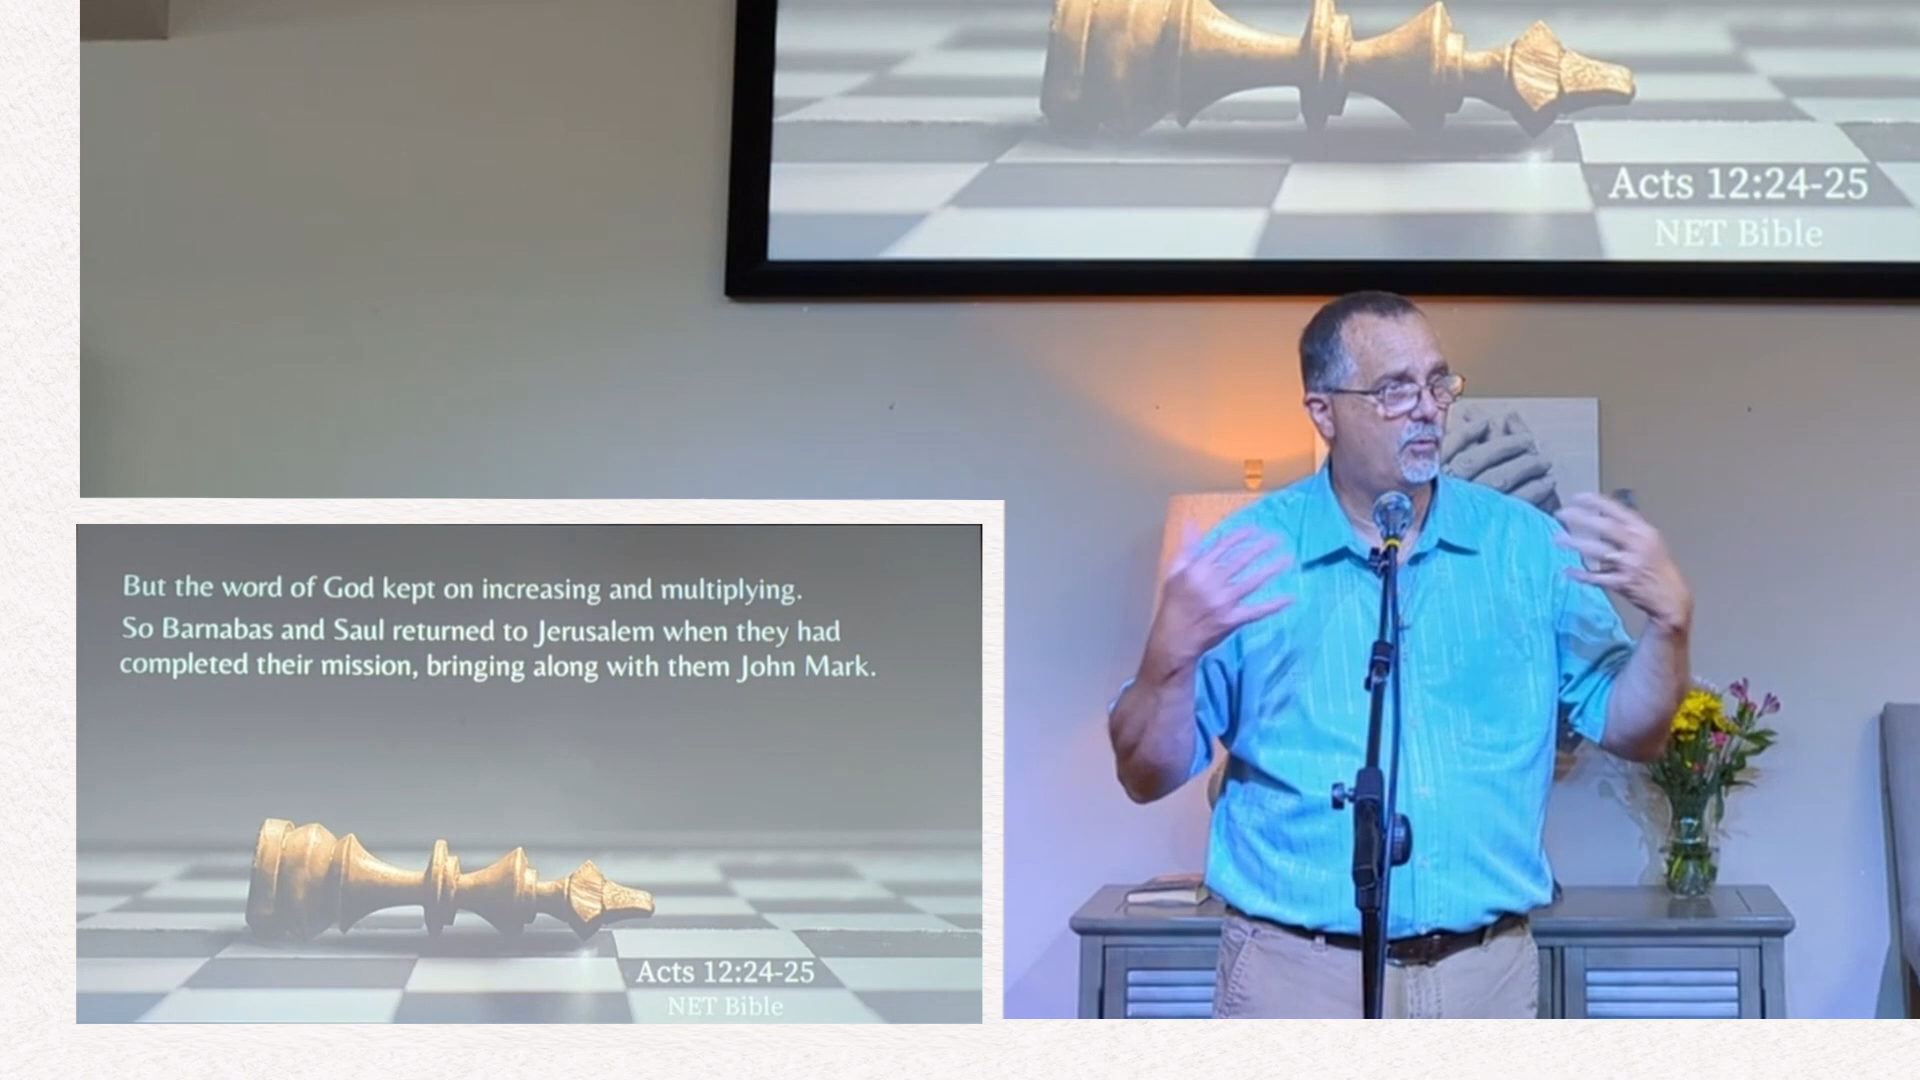 Acts 12:24-25
NET Bible
But the word of God kept on increasing and multiplying.
So Barnabas and Saul returned to Jerusalem when they had
completed their mission, bringing along with them John Mark.
Acts 12:24-25
NET Bible